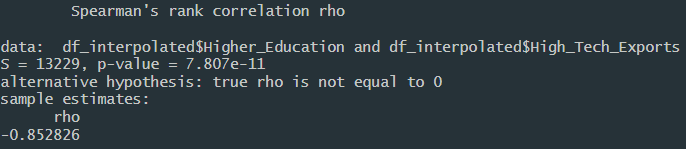 Spearman's rank correlation rho
data:  df_interpolated$Higher_Education and df_interpolated$High_Tech_Exports
S = 13229, p-value = 7.807e-11
alternative hypothesis: true rho is not equal to 0
sample estimates:
rho
-0.852826